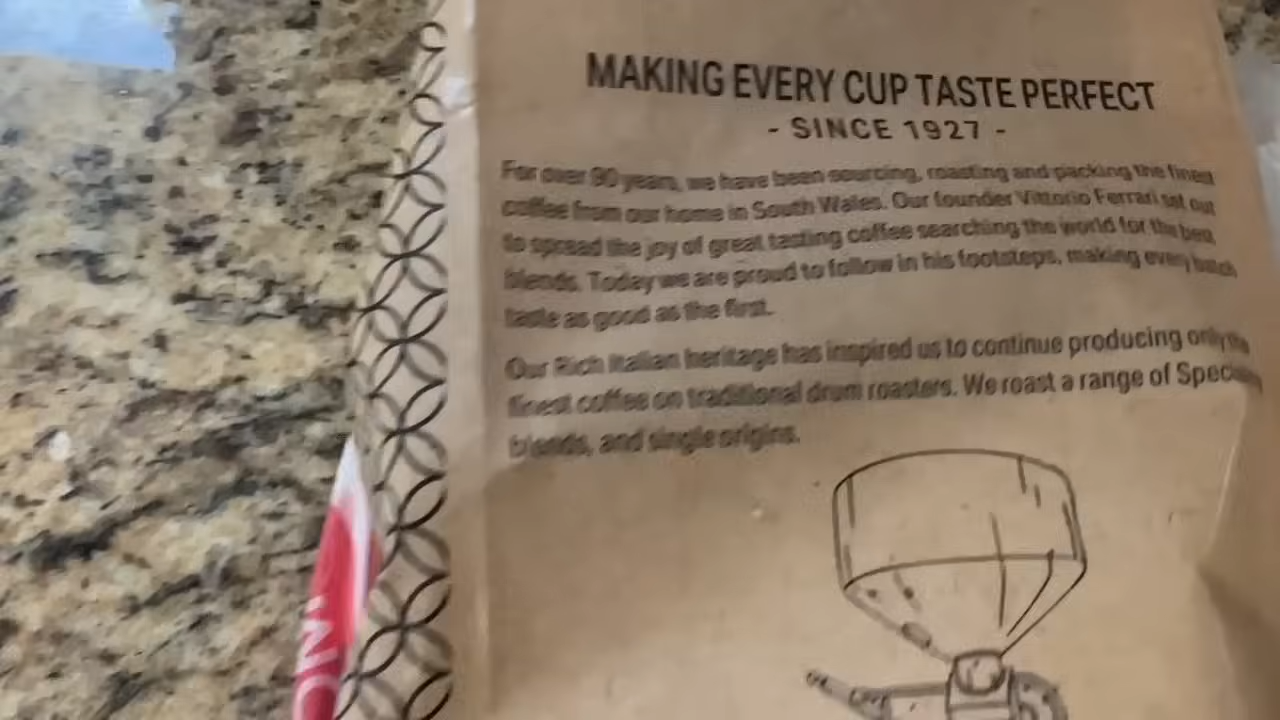 MAKING EVERY CUP TASTE PERFECT
- SINCE 1927 -
For over 90 years, we have been sourcing, roasting and packing the finest
coffee from our home in South Wales. Our founder Vittorio Ferrari set out
to spread the joy of great tasting coffee searching the world for the best
blends. Today we are proud to follow in his footsteps, making every batch
taste as good as the first.
Our Rich Italian heritage has inspired us to continue producing only the
finest coffee on traditional drum roasters. We roast a range of
blends, and single origins.